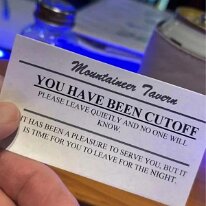 Mountaineer Tavern
YOU HAVE BEEN CUTOFF
PLEASE LEAVE QUIETLY AND NO ONE WILL
KNOW.
IT HAS BEEN A PLEASURE TO SERVE YOU, BUT IT
IS TIME FOR YOU TO LEAVE FOR THE NIGHT.